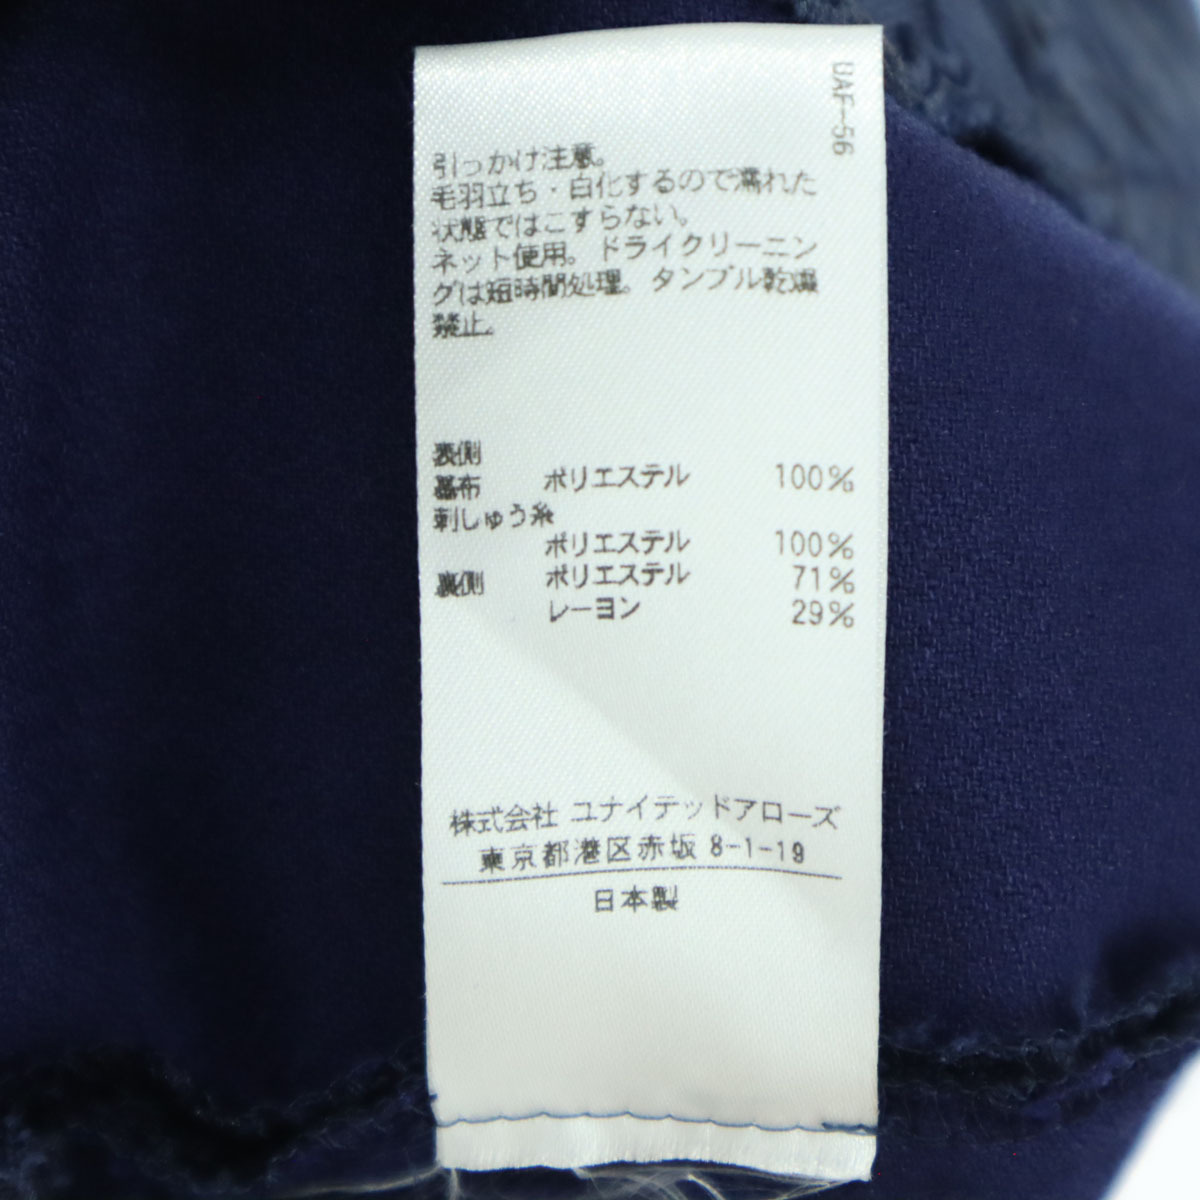 UAF-56
引っかけ注意。
毛羽立ち・白化するので濡れた
状態ではこすらない。
ネット使用。ドライクリーニン
グは短時間処理。タンブル乾燥
禁止。
表側
基布 ポリエステル 100%
刺しゅう糸
ポリエステル 100%
裏側 ポリエステル 71%
レーヨン 29%
株式会社 ユナイテッドアローズ
東京都港区赤坂 8-1-19
日本製